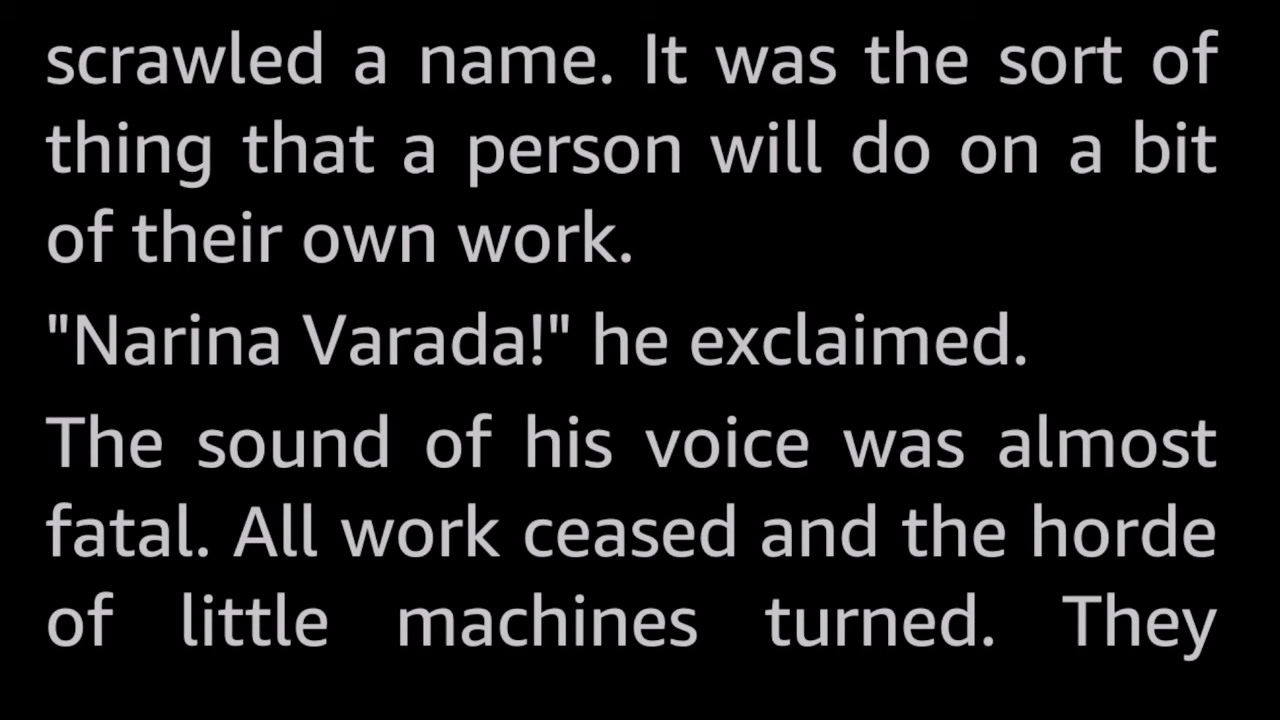 scrawled a name. It was the sort of
thing that a person will do on a bit
of their own work.
"Narina Varada!" he exclaimed.
The sound of his voice was almost
fatal. All work ceased and the horde
of little machines turned. They